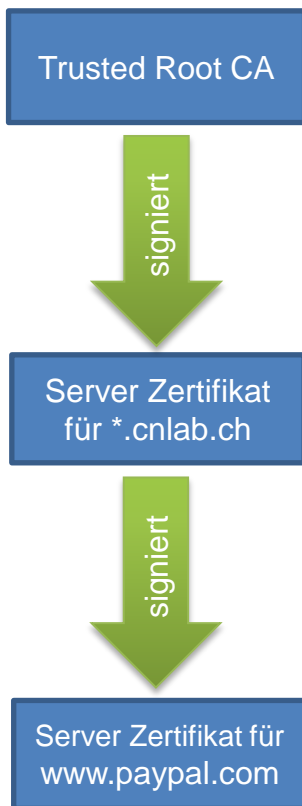 Trusted Root CA
signiert
Server Zertifikat
für *.cnlab.ch
signiert
Server Zertifikat für
www.paypal.com